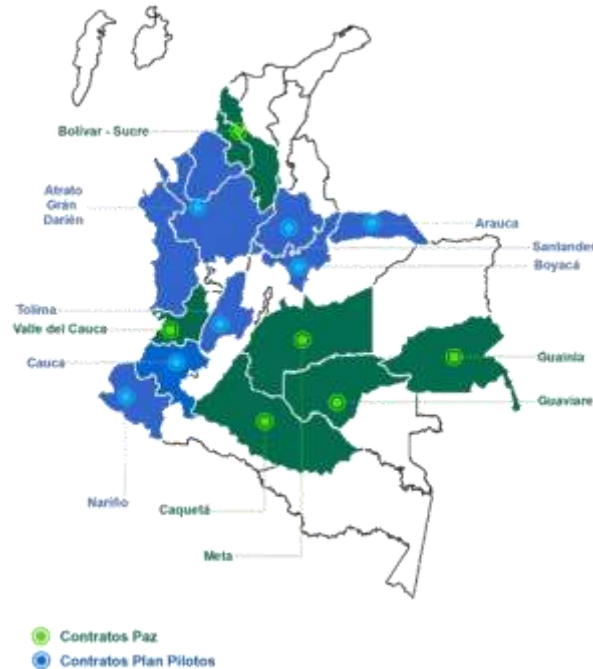 Bolívar - Sucre
Atrato
Grán
Darién
Arauca
Santander
Boyacá
Tolima
Valle del Cauca
Cauca
Guainía
Guaviare
Nariño
Caquetá
Meta
Contratos Paz
Contratos Plan Pilotos